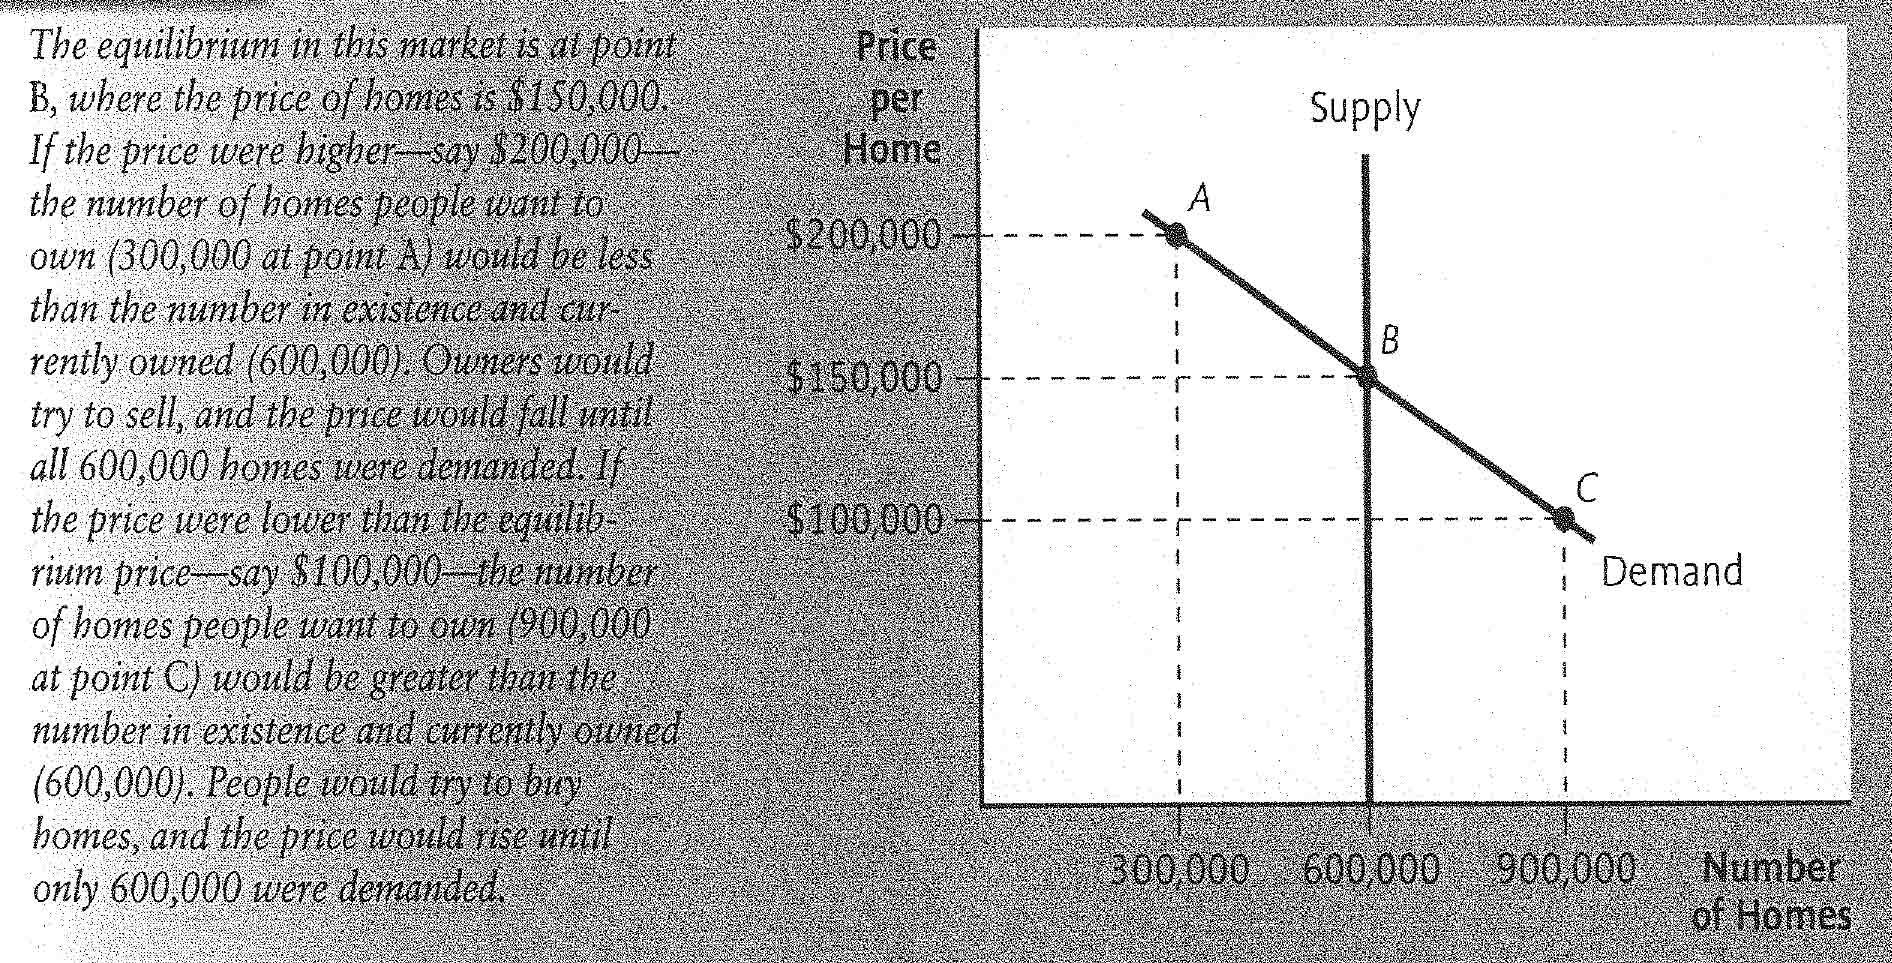 The equilibrium in this market is at point
B, where the price of homes is $150,000.
If the price were higher—say $200,000—
the number of homes people want to
own (300,000 at point A) would be less
than the number in existence and cur-
rently owned (600,000). Owners would
try to sell, and the price would fall until
all 600,000 homes were demanded. If
the price were lower than the equilib-
rium price—say $100,000—the number
of homes people want to own (900,000
at point C) would be greater than the
number in existence and currently owned
(600,000). People would try to buy
homes, and the price would rise until
only 600,000 were demanded.
Price
per
Home
Supply
A
$200,000
B
$150,000
C
$100,000
Demand
300,000 600,000 900,000 Number
of Homes